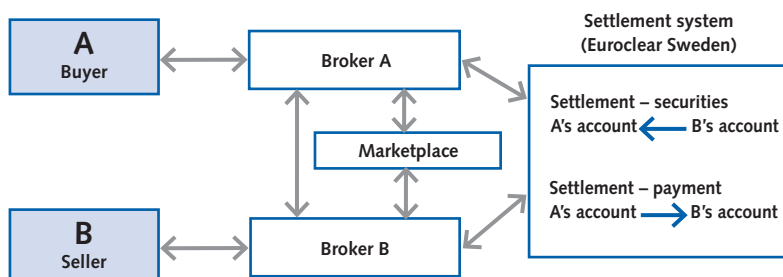 Settlement system
(Euroclear Sweden)
A
Buyer
Broker A
Settlement – securities
A's account B's account
Marketplace
Settlement – payment
A's account B's account
B
Seller
Broker B